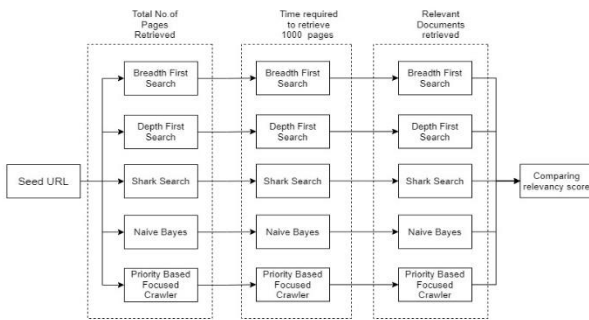 Total No.of
Pages
Retrieved
Time required
to retrieve
1000 pages
Relevant
Documents
retrieved
Breadth First
Search
Breadth First
Search
Breadth First
Search
Depth First
Search
Depth First
Search
Depth First
Search
Seed URL
Shark Search
Shark Search
Shark Search
Comparing
relevancy score
Naive Bayes
Naive Bayes
Naive Bayes
Priority Based
Focused
Crawler
Priority Based
Focused
Crawler
Priority Based
Focused
Crawler